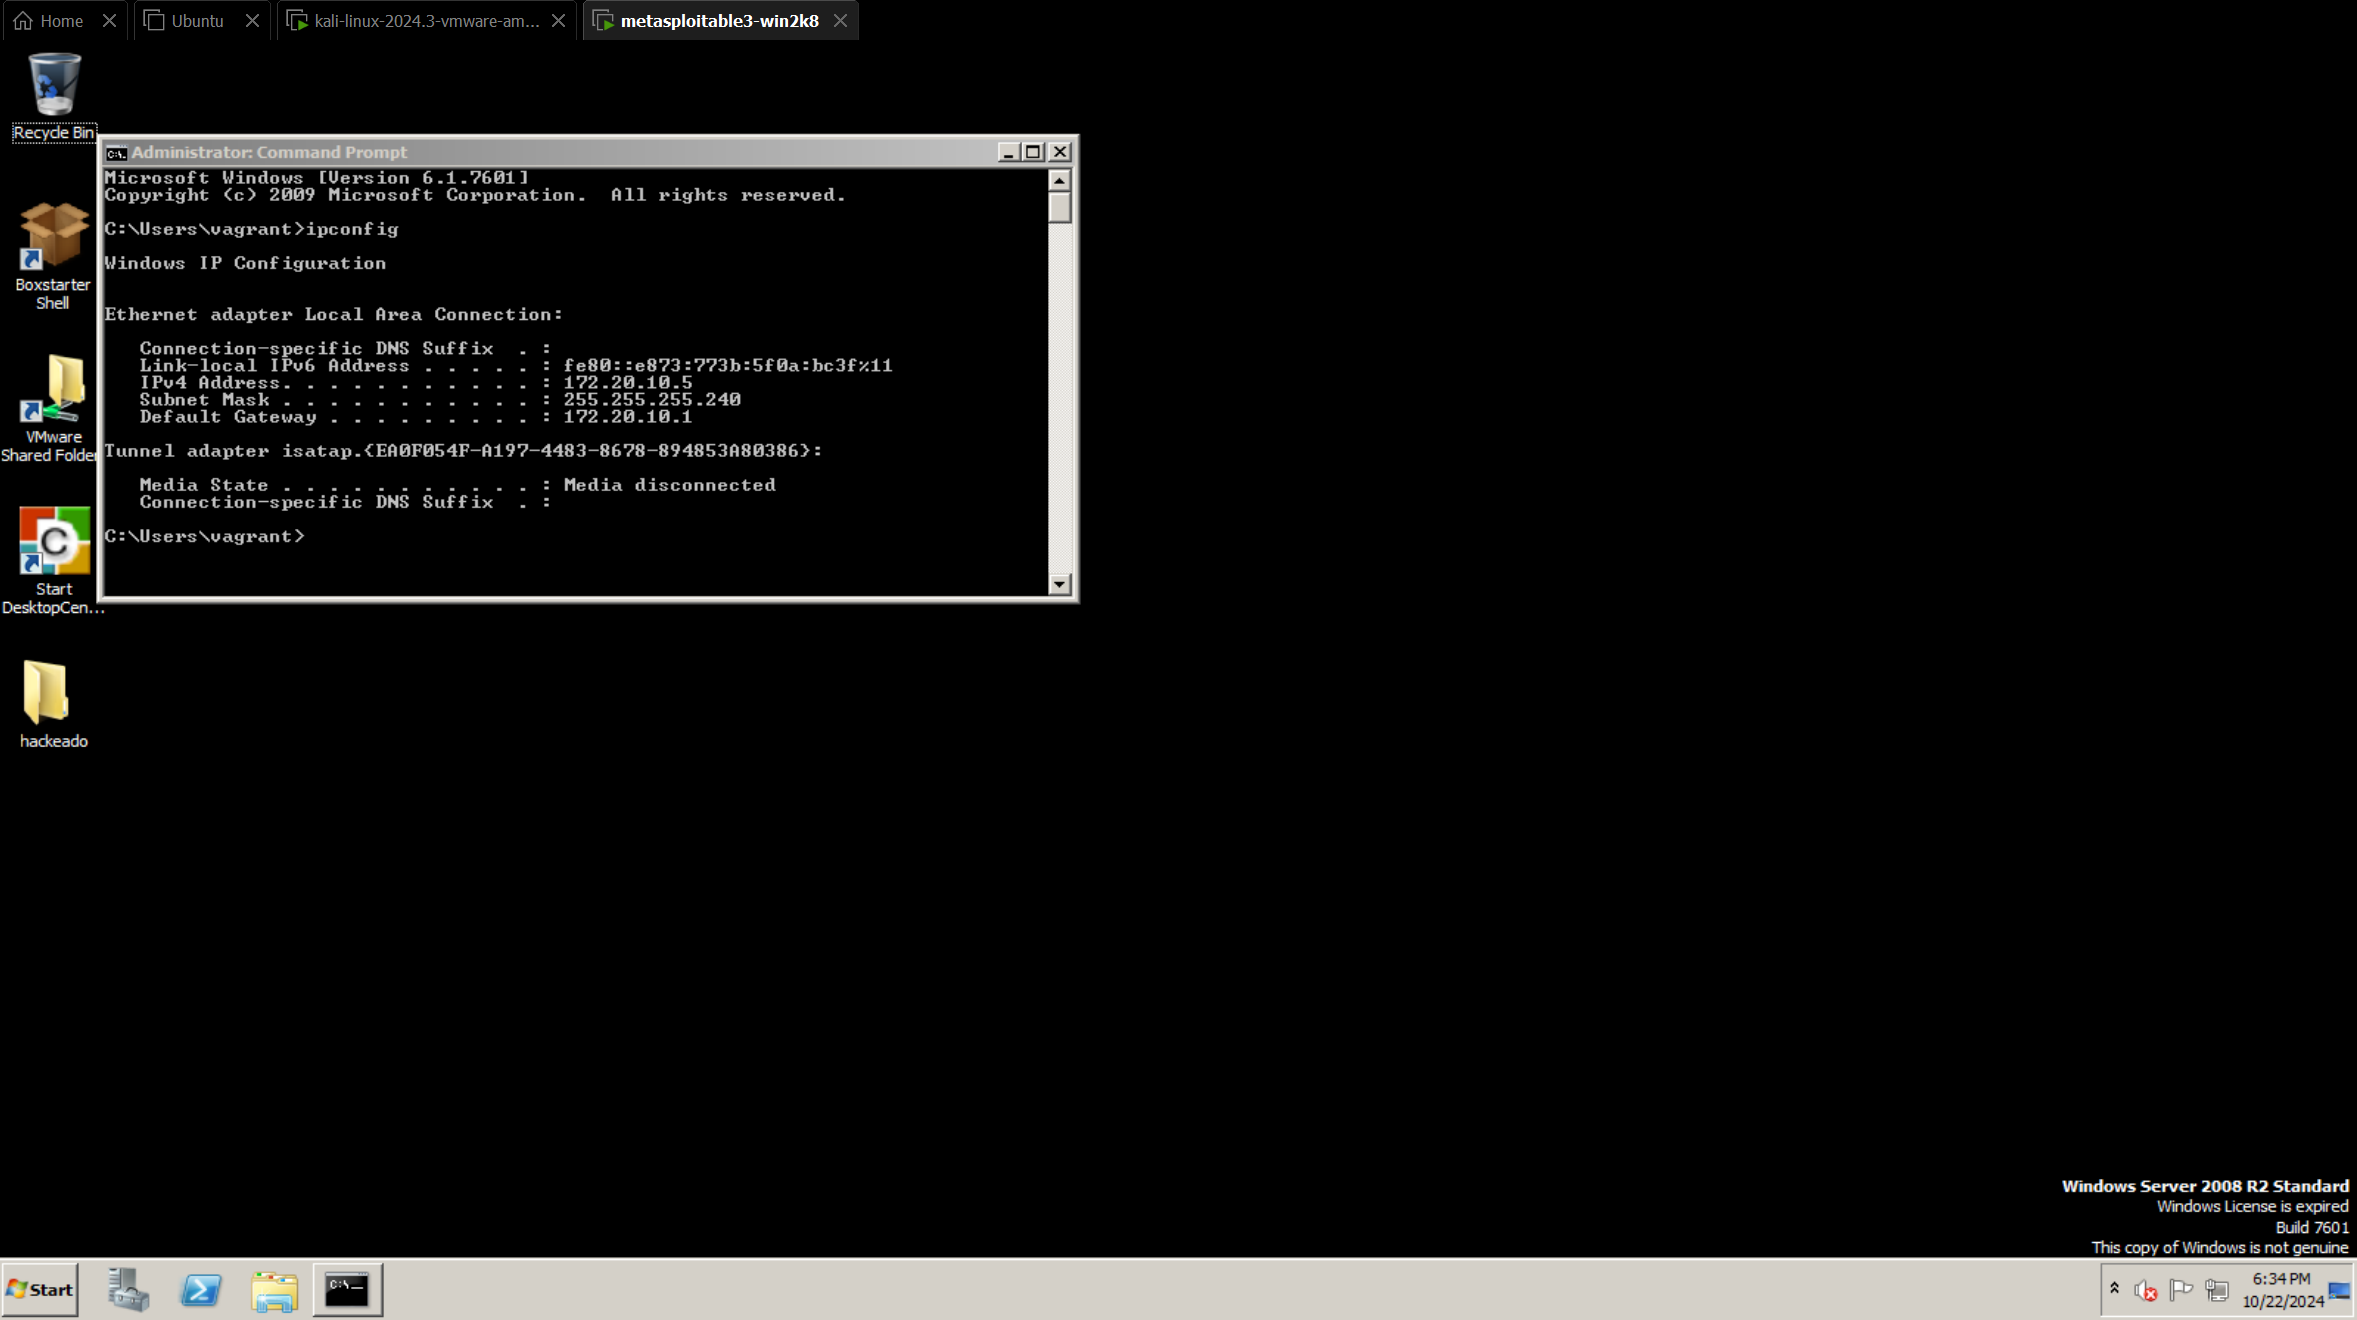 Home
Ubuntu
kali-linux-2024.3-vmware-am...
metasploitable3-win2k8
Recycle Bin
Administrator: Command Prompt
Microsoft Windows [Version 6.1.7601]
Copyright (c) 2009 Microsoft Corporation.  All rights reserved.
C:\Users\vagrant>ipconfig
Windows IP Configuration
Ethernet adapter Local Area Connection:
Connection-specific DNS Suffix  . :
Link-local IPv6 Address . . . . . : fe80::e873:773b:5f0a:bc3f%11
IPv4 Address. . . . . . . . . . . : 172.20.10.5
Subnet Mask . . . . . . . . . . . : 255.255.255.240
Default Gateway . . . . . . . . . : 172.20.10.1
Tunnel adapter isatap.{EA0F054F-A197-4483-8678-894853A80386}:
Media State . . . . . . . . . . . : Media disconnected
Connection-specific DNS Suffix  . :
C:\Users\vagrant>
Boxstarter
Shell
VMware
Shared Folder
Start
DesktopCen...
hackeado
Windows Server 2008 R2 Standard
Windows License is expired
Build 7601
This copy of Windows is not genuine
Start
C:\_
6:34 PM
10/22/2024